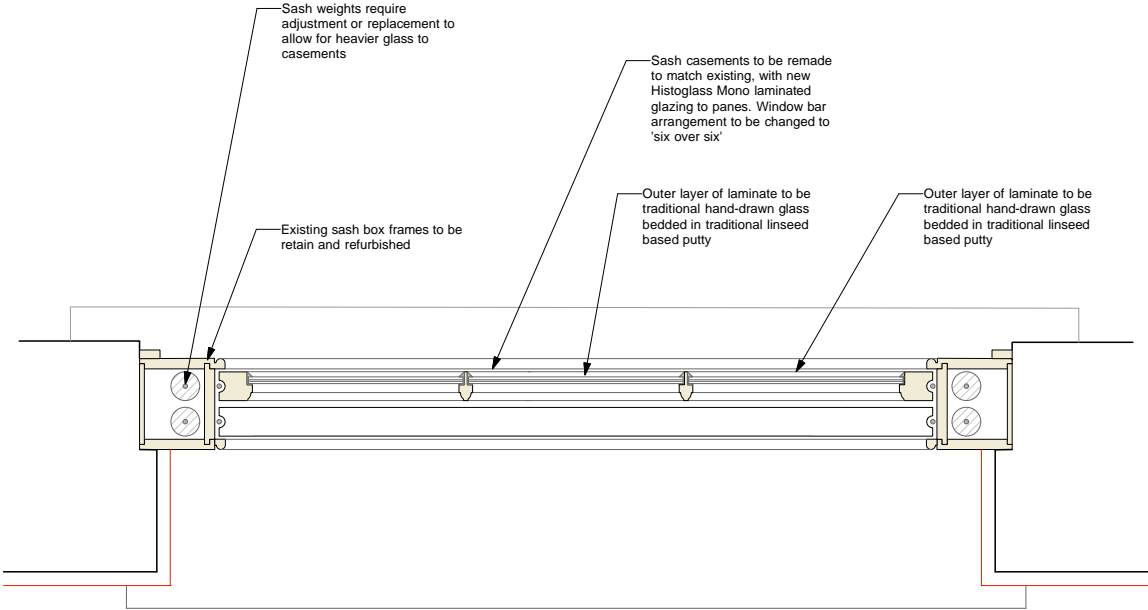 Sash weights require
adjustment or replacement to
allow for heavier glass to
casements
Sash casements to be remade
to match existing, with new
Histoglass Mono laminated
glazing to panes. Window bar
arrangement to be changed to
'six over six'
Outer layer of laminate to be
traditional hand-drawn glass
bedded in traditional linseed
based putty
Outer layer of laminate to be
traditional hand-drawn glass
bedded in traditional linseed
based putty
Existing sash box frames to be
retain and refurbished